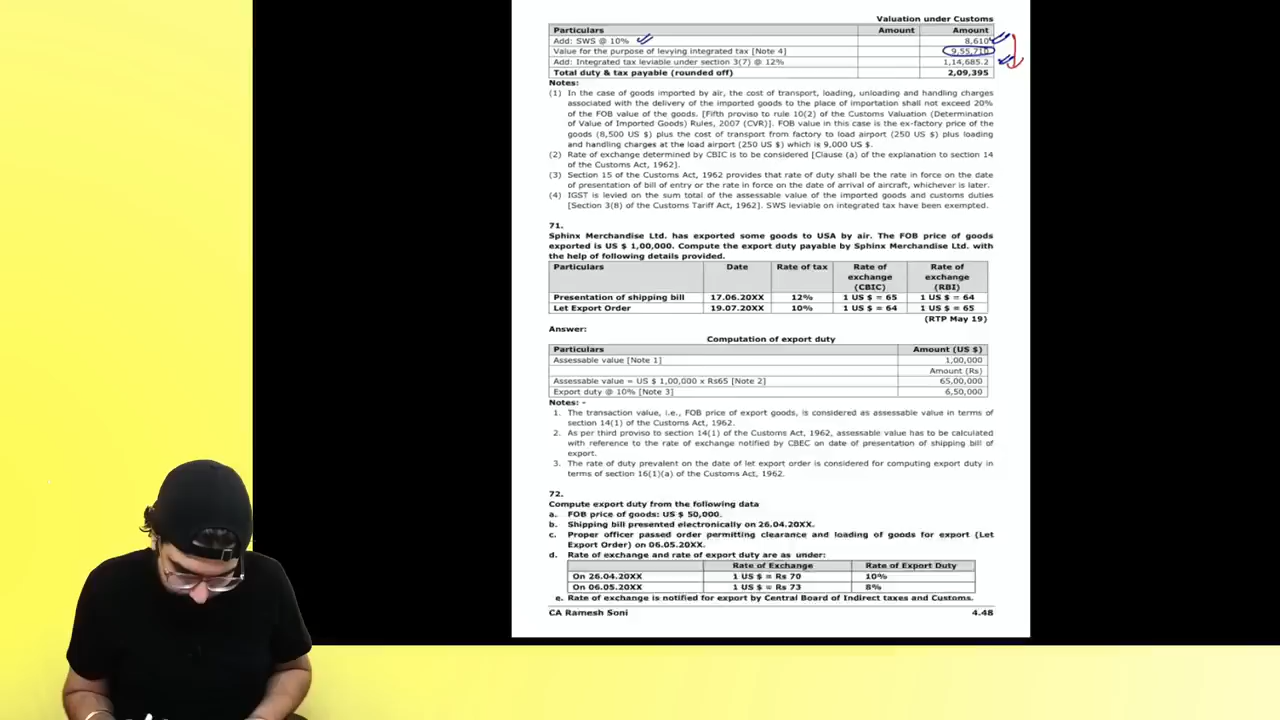 Valuation under Customs
Particulars Amount Amount
Add: SWS @ 10% 8,610
Value for the purpose of levying integrated tax [Note 4] 9,55,710
Add: Integrated tax leviable under section 3(7) @ 12% 1,14,685.2
Total duty & tax payable (rounded off) 2,09,395
Notes:
(1) In the case of goods imported by air, the cost of transport, loading, unloading and handling charges
associated with the delivery of the imported goods to the place of importation shall not exceed 20%
of the FOB value of the goods. [Fifth proviso to rule 10(2) of the Customs Valuation (Determination
of Value of Imported Goods) Rules, 2007 (CVR)]. FOB value in this case is the ex-factory price of the
goods (8,500 US $) plus the cost of transport from factory to load airport (250 US $) plus loading
and handling charges at the load airport (250 US $) which is 9,000 US $.
(2) Rate of exchange determined by CBIC is to be considered [Clause (a) of the explanation to section 14
of the Customs Act, 1962].
(3) Section 15 of the Customs Act, 1962 provides that rate of duty shall be the rate in force on the date
of presentation of bill of entry or the rate in force on the date of arrival of aircraft, whichever is later.
(4) IGST is levied on the sum total of the assessable value of the imported goods and customs duties
[Section 3(8) of the Customs Tariff Act, 1962]. SWS leviable on integrated tax have been exempted.
71.
Sphinx Merchandise Ltd. has exported some goods to USA by air. The FOB price of goods
exported is US $ 1,00,000. Compute the export duty payable by Sphinx Merchandise Ltd. with
the help of following details provided.
Particulars Date Rate of tax Rate of exchange (CBIC) Rate of exchange (RBI)
Presentation of shipping bill 17.06.20XX 12% 1 US $ = 65 1 US $ = 64
Let Export Order 19.07.20XX 10% 1 US $ = 64 1 US $ = 65
(RTP May 19)
Answer:
Computation of export duty
Particulars Amount (US $)
Assessable value [Note 1] 1,00,000
Amount (Rs)
Assessable value = US $ 1,00,000 x Rs65 [Note 2] 65,00,000
Export duty @ 10% [Note 3] 6,50,000
Notes: -
1. The transaction value, i.e., FOB price of export goods, is considered as assessable value in terms of
section 14(1) of the Customs Act, 1962.
2. As per third proviso to section 14(1) of the Customs Act, 1962, assessable value has to be calculated
with reference to the rate of exchange notified by CBEC on date of presentation of shipping bill of
export.
3. The rate of duty prevalent on the date of let export order is considered for computing export duty in
terms of section 16(1)(a) of the Customs Act, 1962.
72.
Compute export duty from the following data
a. FOB price of goods: US $ 50,000.
b. Shipping bill presented electronically on 26.04.20XX.
c. Proper officer passed order permitting clearance and loading of goods for export (Let
Export Order) on 06.05.20XX.
d. Rate of exchange and rate of export duty are as under:
Rate of Exchange Rate of Export Duty
On 26.04.20XX 1 US $ = Rs 70 10%
On 06.05.20XX 1 US $ = Rs 73 8%
e. Rate of exchange is notified for export by Central Board of Indirect taxes and Customs.
CA Ramesh Soni 4.48